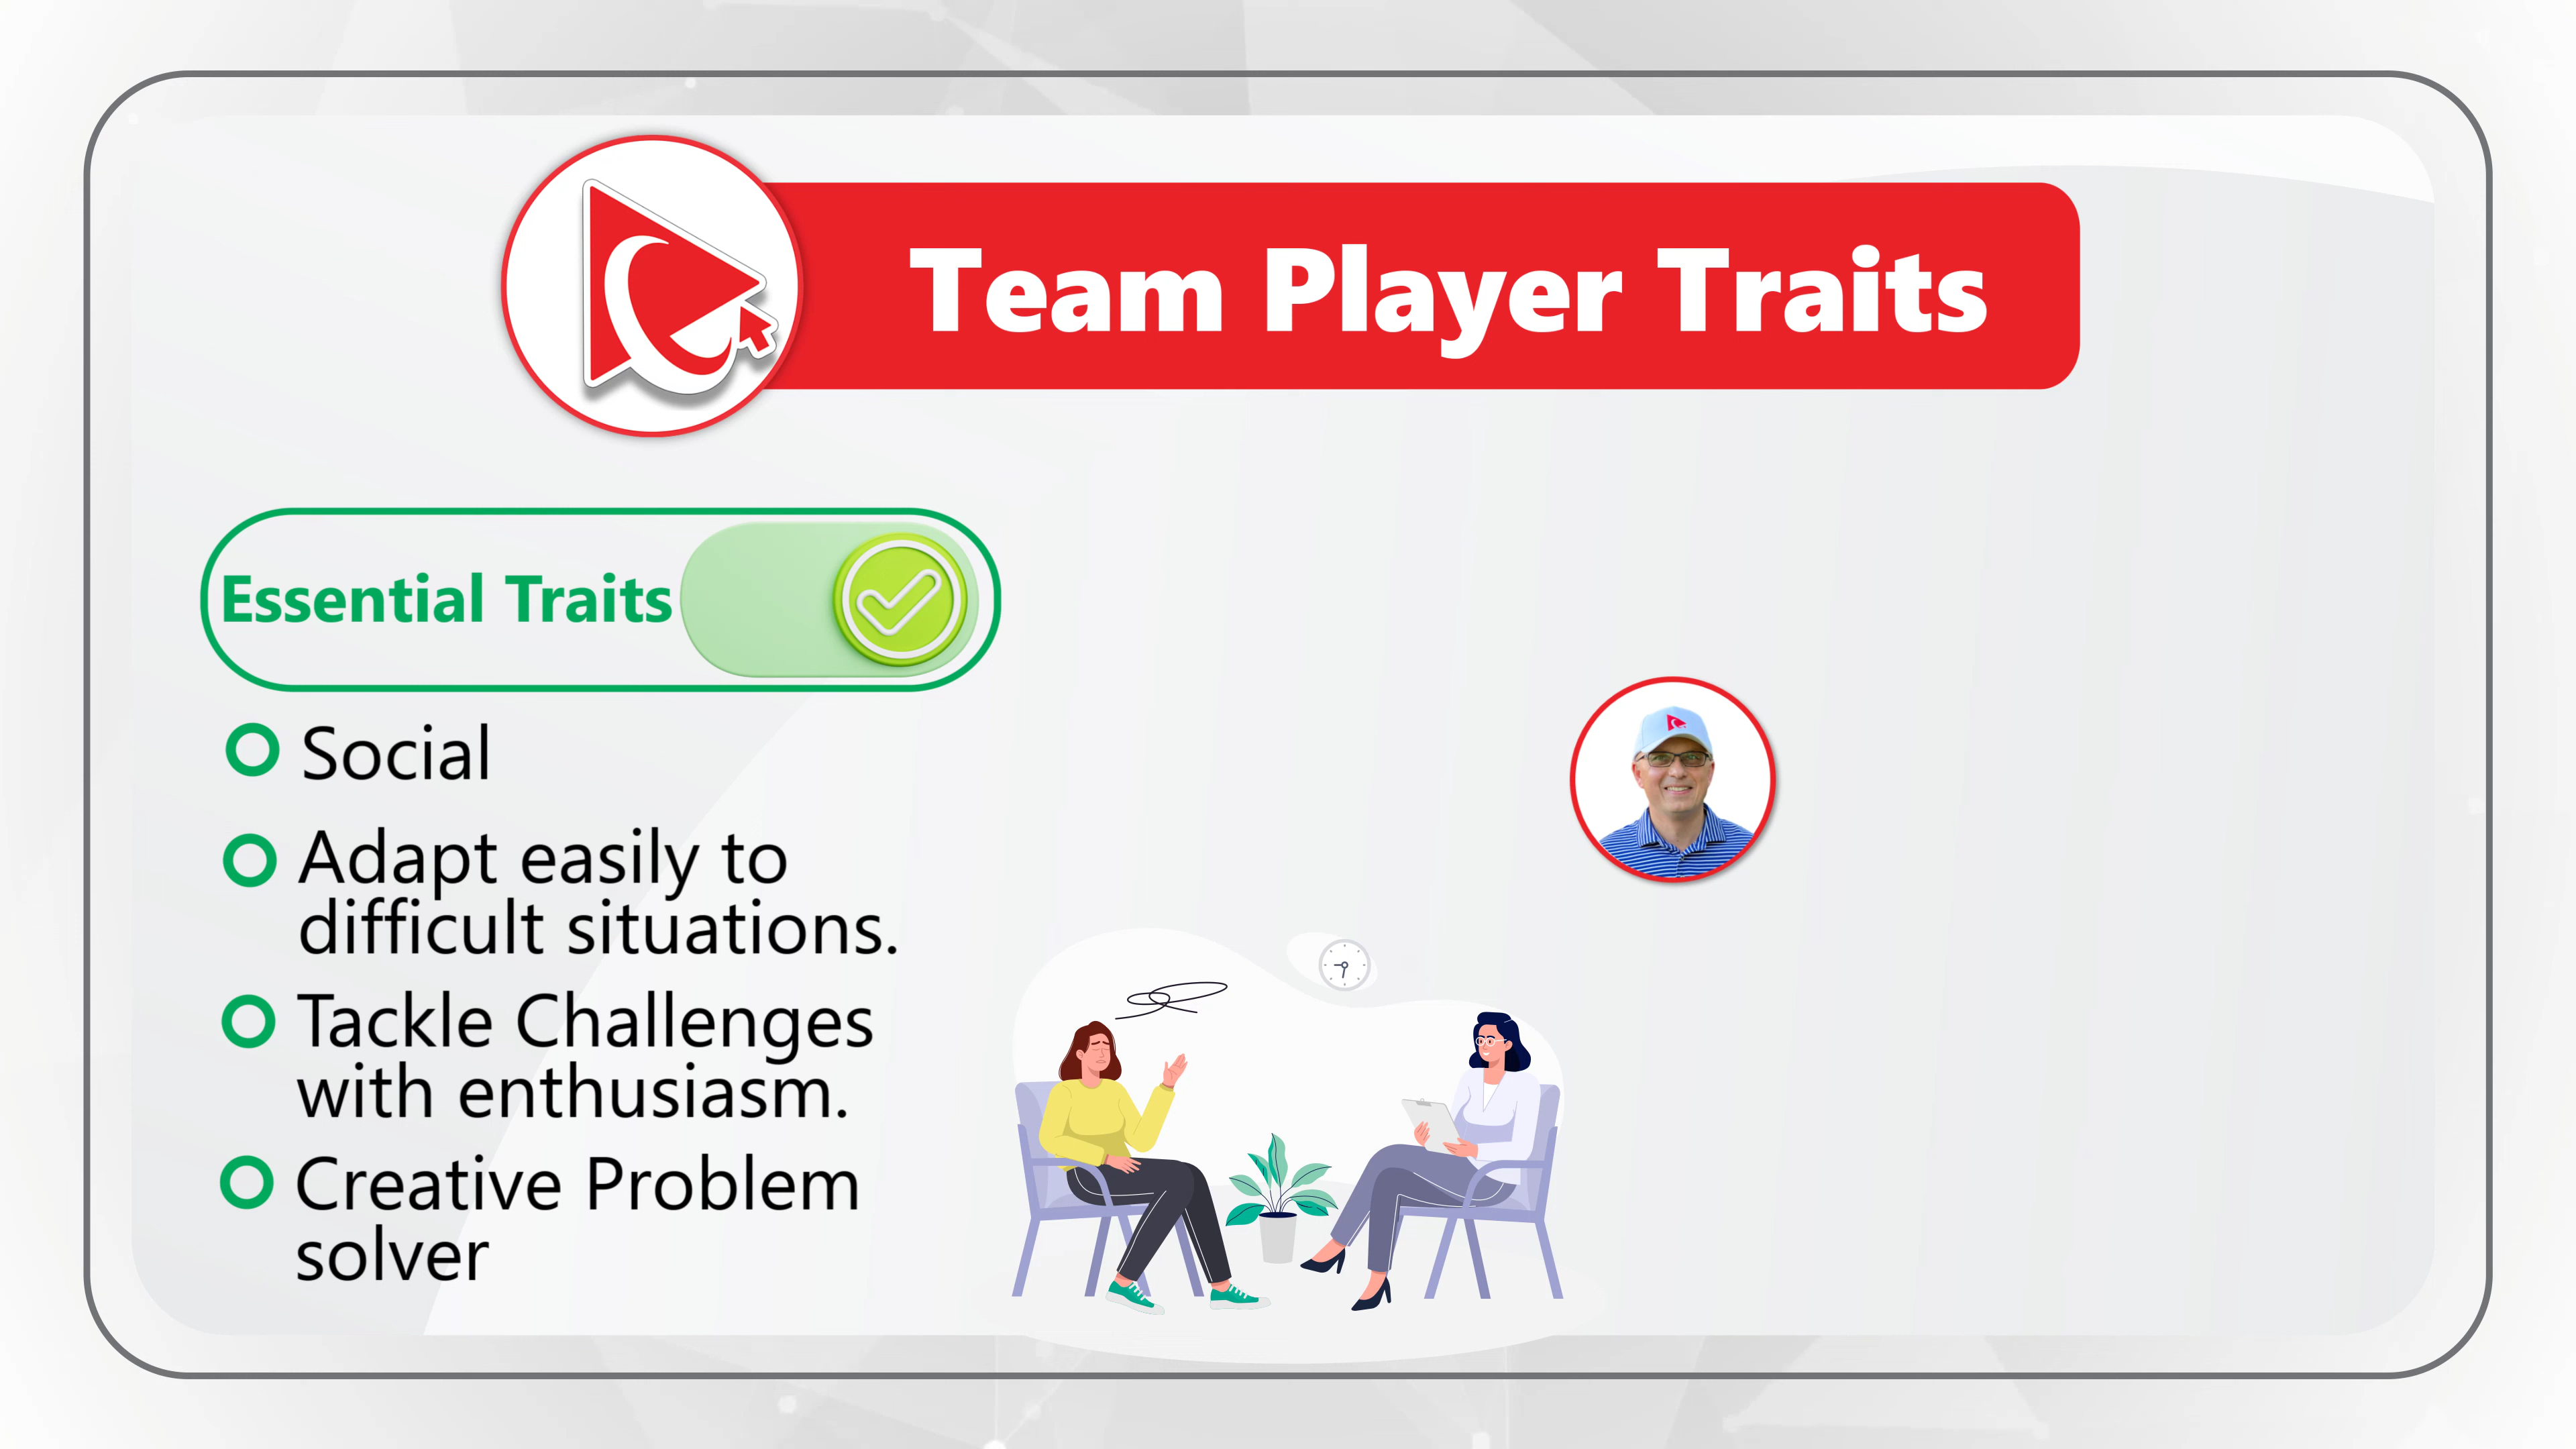 Team Player Traits
Essential Traits
Social
Adapt easily to
difficult situations.
Tackle Challenges
with enthusiasm.
Creative Problem
solver